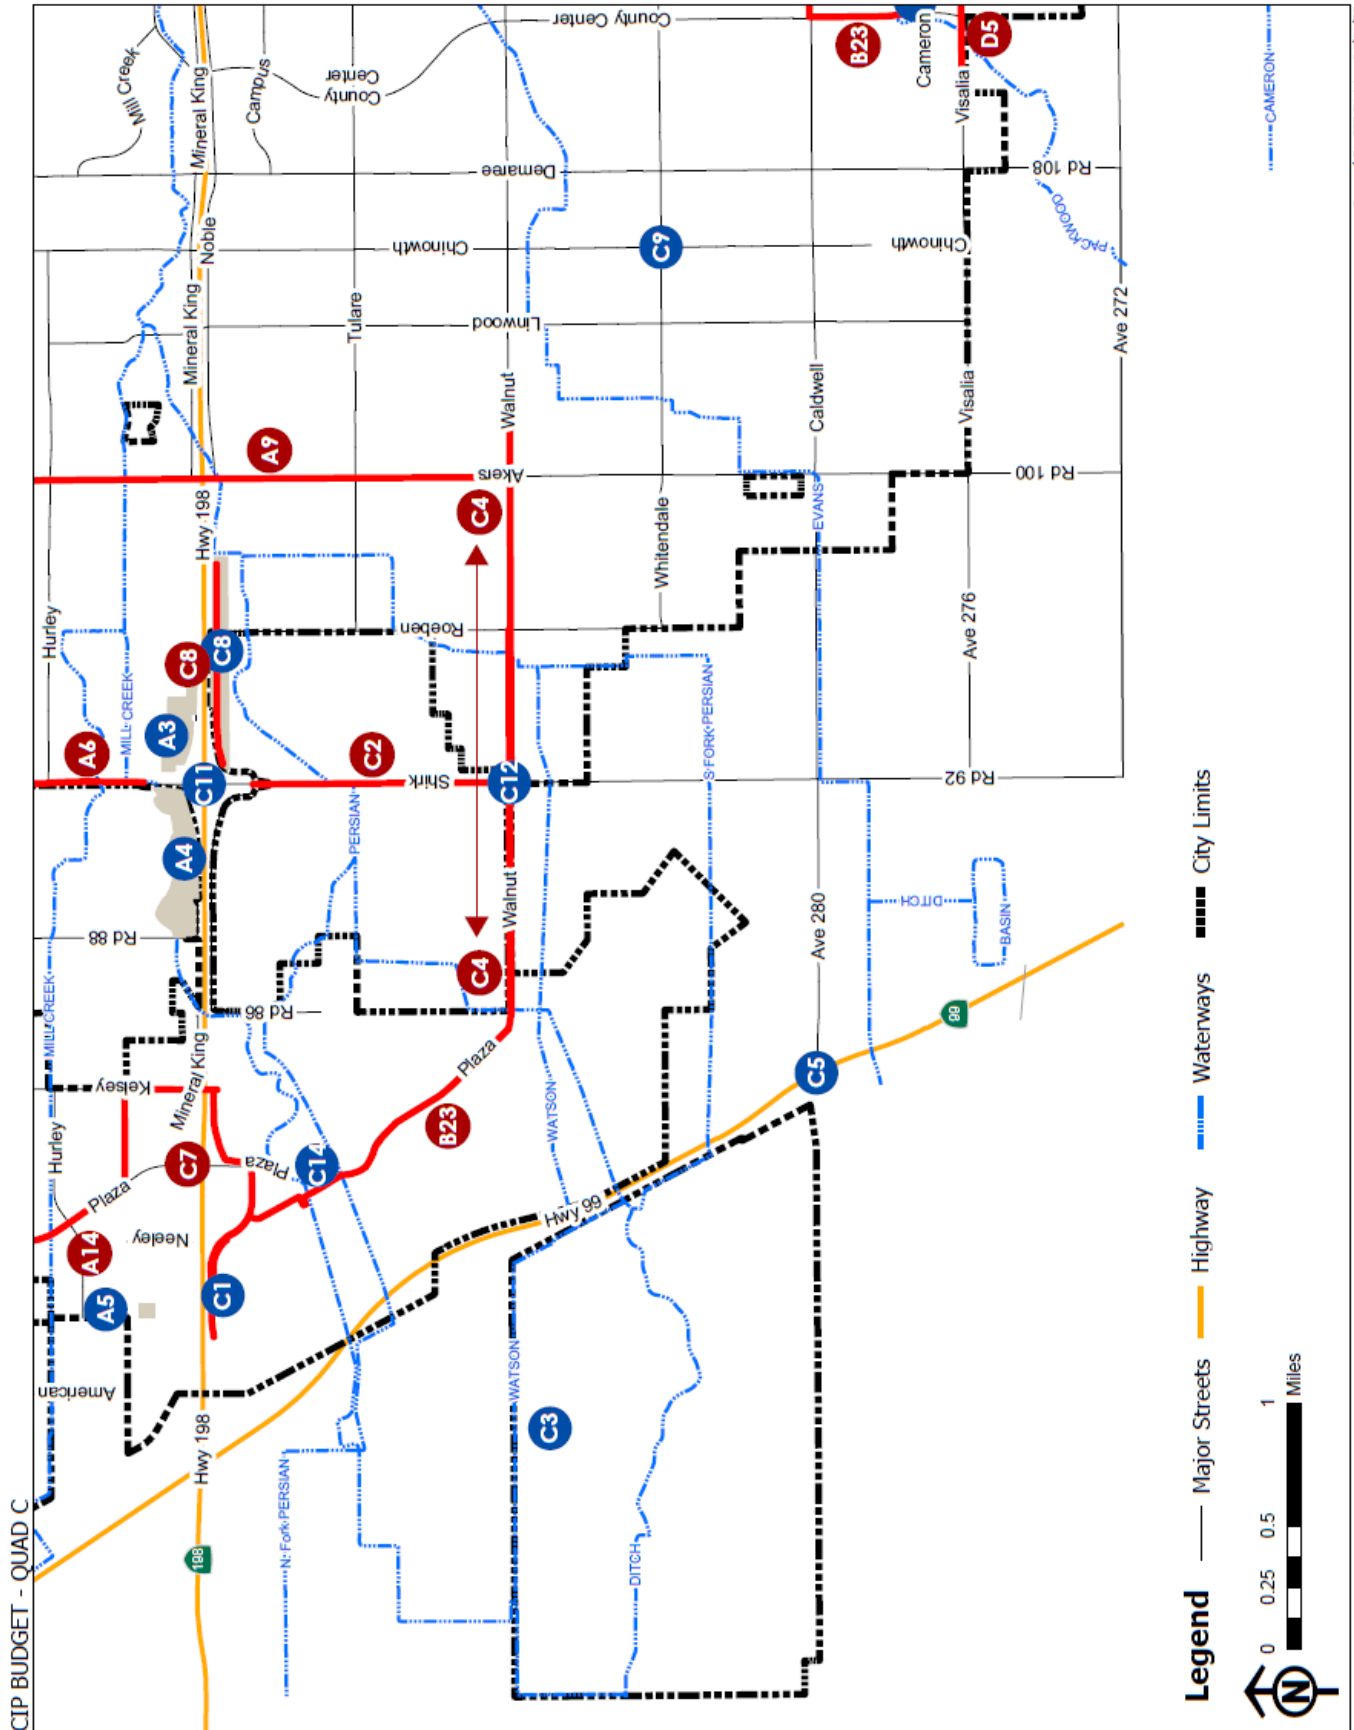 CIP BUDGET - QUAD C
Mill Creek
Mineral King
Campus
County
Center
County Center
B23
Cameron
D5
Visalia
CAMERON
Demaree
Rd 108
PACKWOOD
Noble
Chinowth
C9
Chinowth
Mineral King
Tulare
Linwood
Ave 272
Walnut
Caldwell
Visalia
A9
Akers
C4
Rd 100
Hwy 198
Whitendale
EVANS
Hurley
C8
C8
Roeben
Ave 276
MILL CREEK
A3
A6
C2
S FORK PERSIAN
C11
Shirk
C12
Rd 92
PERSIAN
A4
Walnut
Ave 280
DITCH
BASIN
Rd 88
C4
MILL CREEK
Rd 86
99
Mineral King
Kelsey
Plaza
C5
WATSON
B23
Hurley
C7
Plaza
C14
Plaza
Neeley
A14
Hwy 99
C1
A5
American
WATSON
C3
Hwy 198
198
N. Fork PERSIAN
DITCH
Legend
Major Streets
Highway
Waterways
City Limits
N
0 0.25 0.5 1
Miles